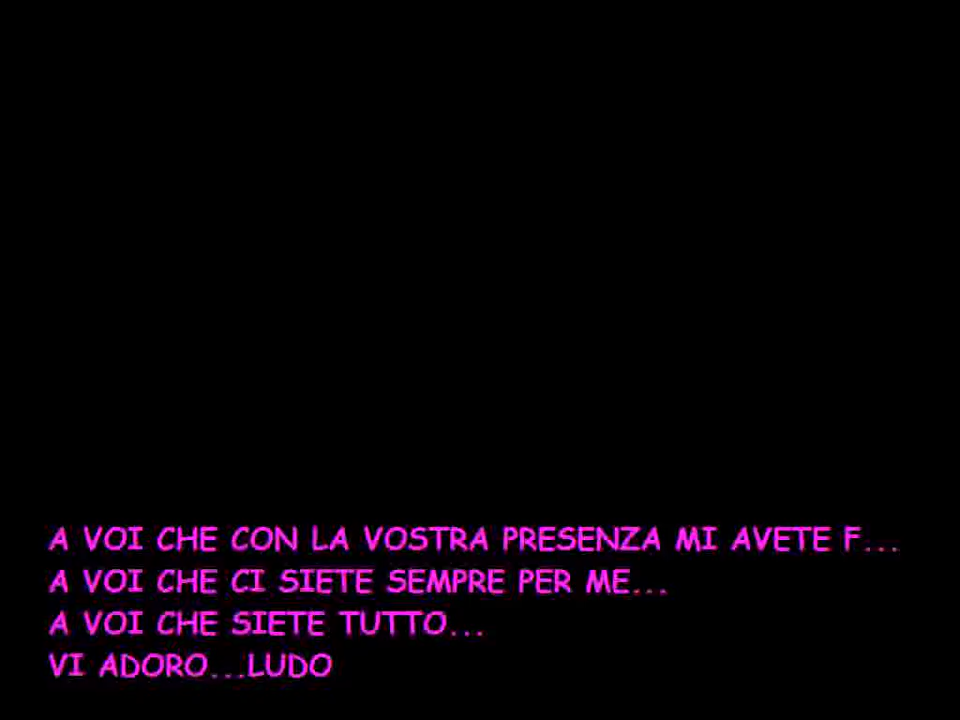 A VOI CHE CON LA VOSTRA PRESENZA MI AVETE F...
A VOI CHE CI SIETE SEMPRE PER ME...
A VOI CHE SIETE TUTTO...
VI ADORO...LUDO